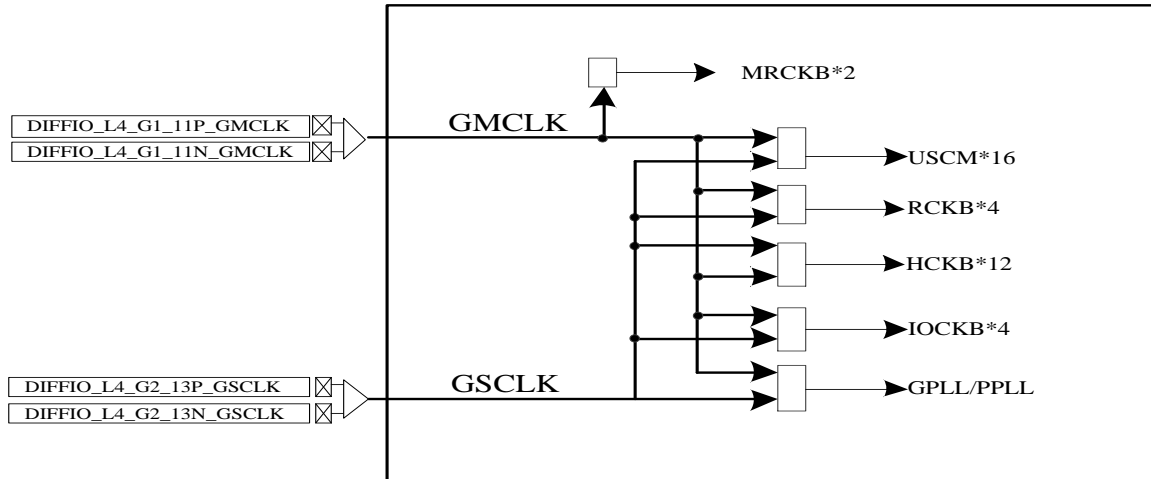 MRCKB*2
DIFFIO_L4_G1_11P_GMCLK
GMCLK
DIFFIO_L4_G1_11N_GMCLK
USCM*16
RCKB*4
HCKB*12
IOCKB*4
DIFFIO_L4_G2_13P_GSCLK
GSCLK
GPLL/PPLL
DIFFIO_L4_G2_13N_GSCLK